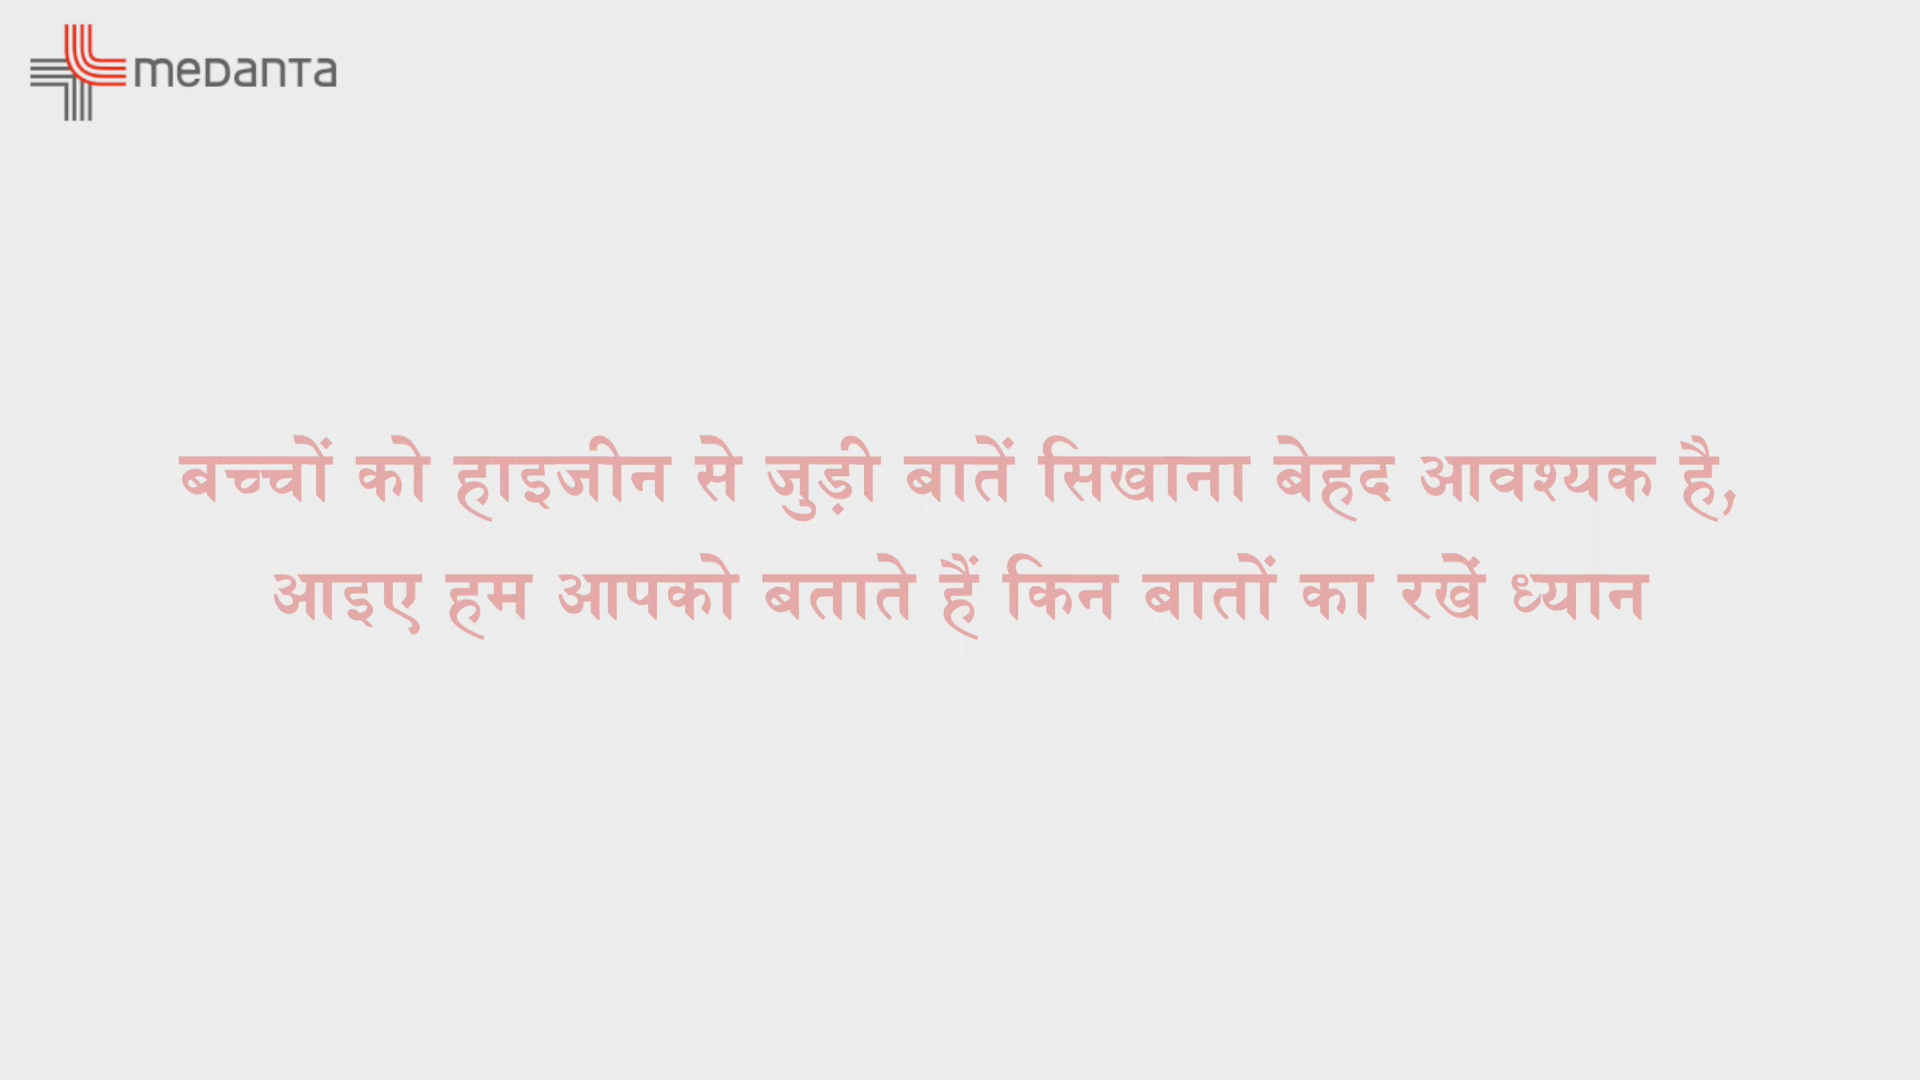 meDanTa
बच्चों को हाइजीन से जुड़ी बातें सिखाना बेहद आवश्यक है,
आइए हम आपको बताते हैं किन बातों का रखें ध्यान